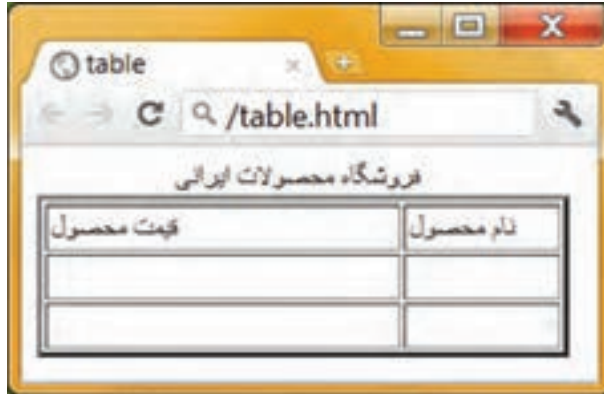 table
/table.html
فروشگاه محصولات ایرانی
نام محصول
قیمت محصول